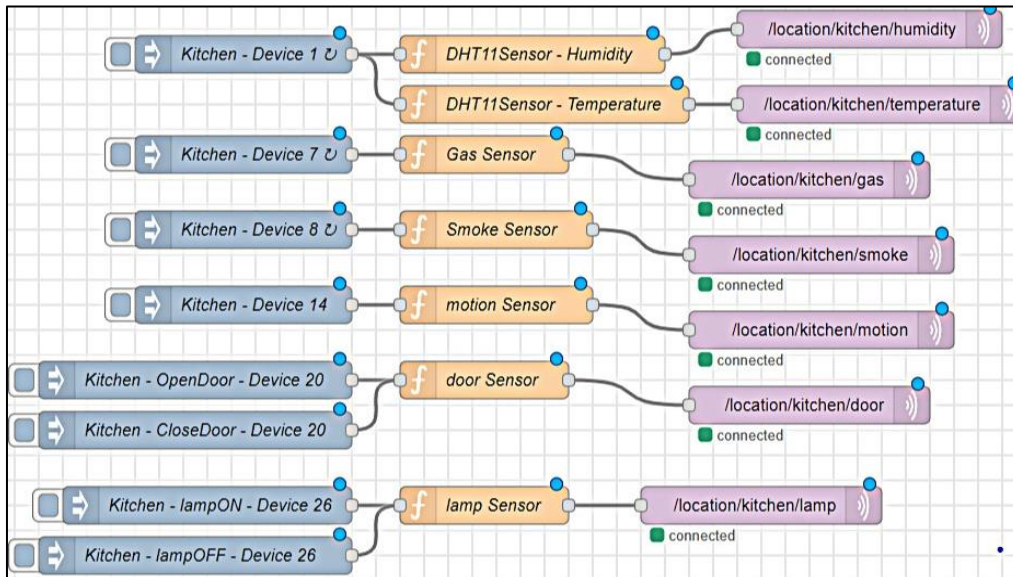 Kitchen - Device 1 ↻
DHT11Sensor - Humidity
/location/kitchen/humidity
connected
DHT11Sensor - Temperature
/location/kitchen/temperature
connected
Kitchen - Device 7 ↻
Gas Sensor
/location/kitchen/gas
connected
Kitchen - Device 8 ↻
Smoke Sensor
/location/kitchen/smoke
connected
Kitchen - Device 14
motion Sensor
/location/kitchen/motion
connected
Kitchen - OpenDoor - Device 20
door Sensor
/location/kitchen/door
Kitchen - CloseDoor - Device 20
connected
Kitchen - lampON - Device 26
lamp Sensor
/location/kitchen/lamp
connected
Kitchen - lampOFF - Device 26